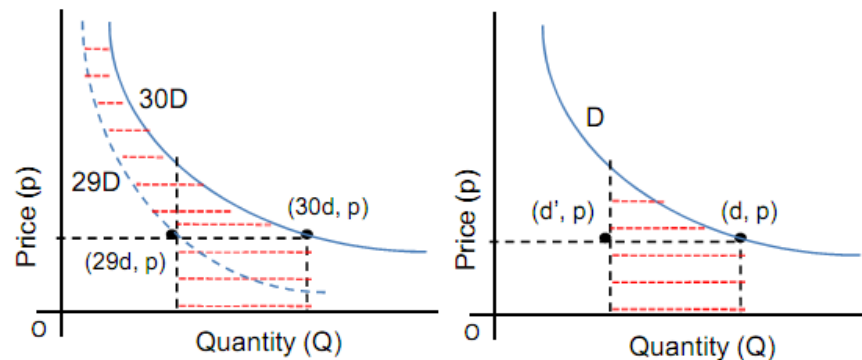 30D
29D
(30d, p)
(29d, p)
Price (p)
O
Quantity (Q)
D
(d', p)
(d, p)
Price (p)
O
Quantity (Q)